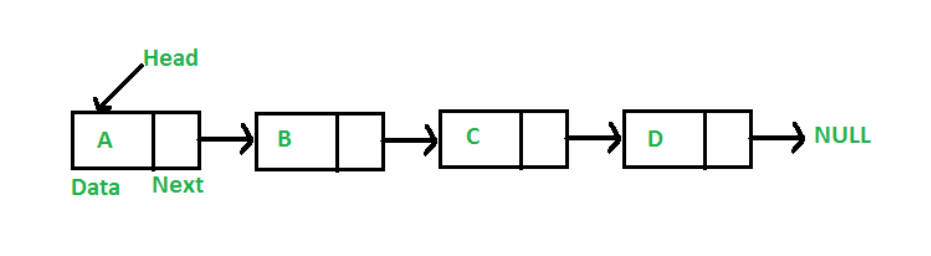 Head
A B C D NULL
Data Next